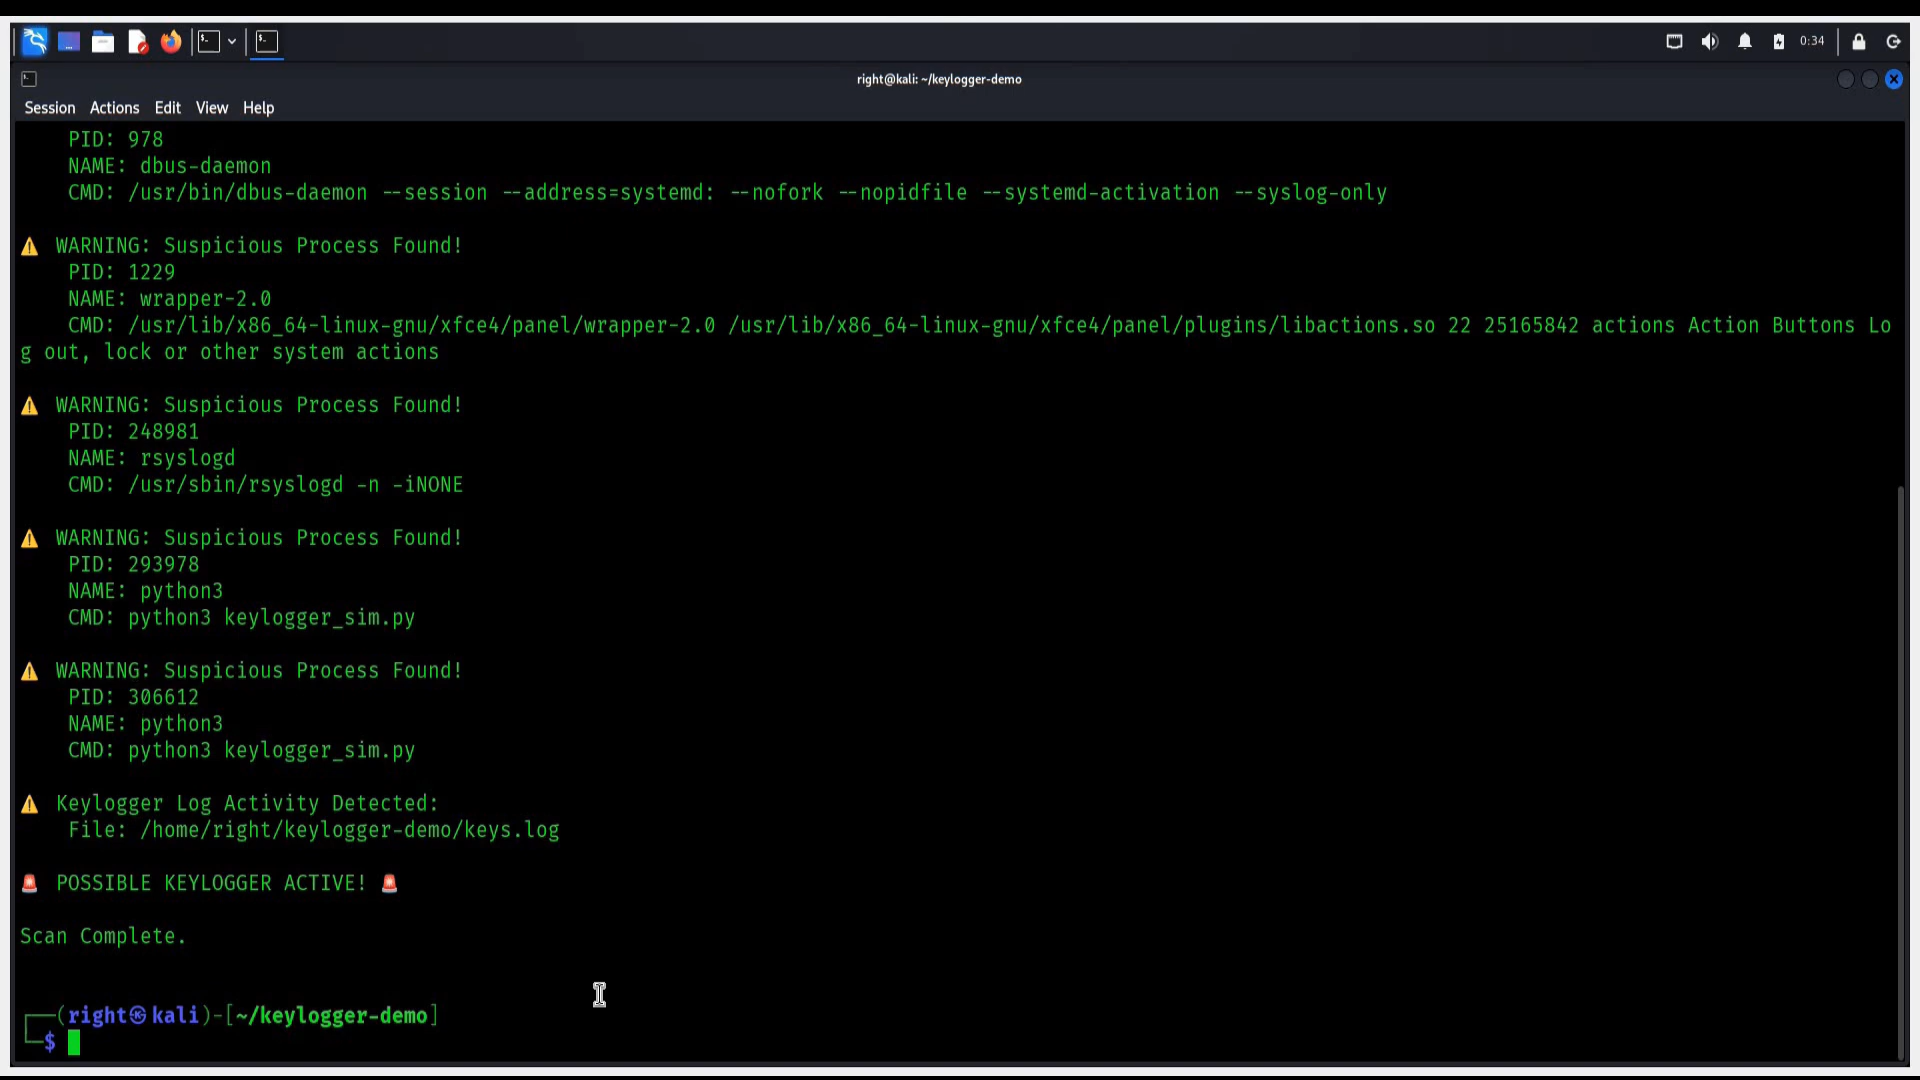 0:34
right@kali: ~/keylogger-demo
Session Actions Edit View Help
PID: 978
NAME: dbus-daemon
CMD: /usr/bin/dbus-daemon --session --address=systemd: --nofork --nopidfile --systemd-activation --syslog-only
⚠ WARNING: Suspicious Process Found!
PID: 1229
NAME: wrapper-2.0
CMD: /usr/lib/x86_64-linux-gnu/xfce4/panel/wrapper-2.0 /usr/lib/x86_64-linux-gnu/xfce4/panel/plugins/libactions.so 22 25165842 actions Action Buttons Lo
g out, lock or other system actions
⚠ WARNING: Suspicious Process Found!
PID: 248981
NAME: rsyslogd
CMD: /usr/sbin/rsyslogd -n -iNONE
⚠ WARNING: Suspicious Process Found!
PID: 293978
NAME: python3
CMD: python3 keylogger_sim.py
⚠ WARNING: Suspicious Process Found!
PID: 306612
NAME: python3
CMD: python3 keylogger_sim.py
⚠ Keylogger Log Activity Detected:
File: /home/right/keylogger-demo/keys.log
🚨 POSSIBLE KEYLOGGER ACTIVE! 🚨
Scan Complete.
┌──(right㉿kali)-[~/keylogger-demo]
└─$